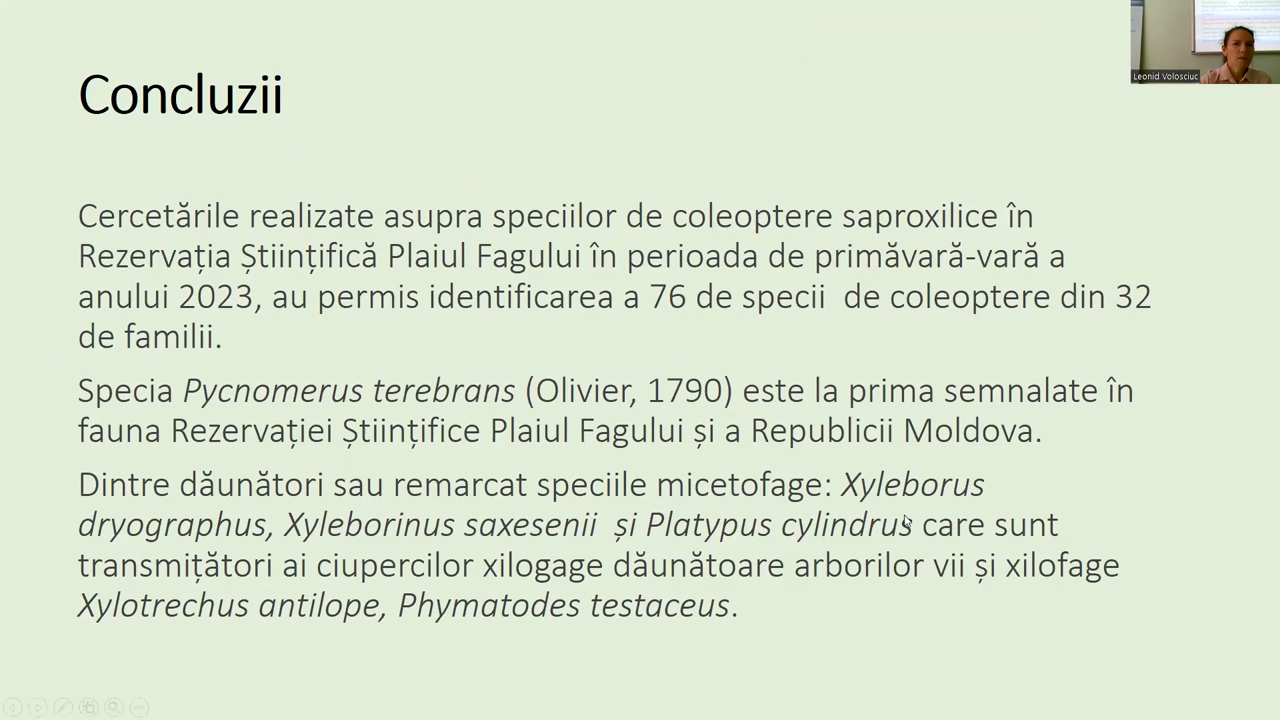 Leonid Volosciuc
Concluzii
Cercetările realizate asupra speciilor de coleoptere saproxilice în
Rezervația Științifică Plaiul Fagului în perioada de primăvară-vară a
anului 2023, au permis identificarea a 76 de specii  de coleoptere din 32
de familii.
Specia Pycnomerus terebrans (Olivier, 1790) este la prima semnalate în
fauna Rezervației Științifice Plaiul Fagului și a Republicii Moldova.
Dintre dăunători sau remarcat speciile micetofage: Xyleborus
dryographus, Xyleborinus saxesenii  și Platypus cylindrus care sunt
transmițători ai ciupercilor xilogage dăunătoare arborilor vii și xilofage
Xylotrechus antilope, Phymatodes testaceus.